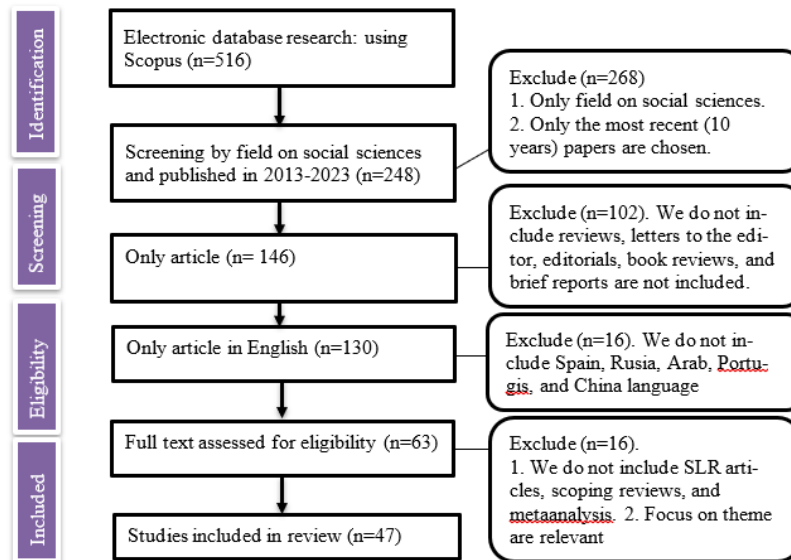 Identification
Electronic database research: using
Scopus (n=516)
Exclude (n=268)
1. Only field on social sciences.
2. Only the most recent (10
years) papers are chosen.
Screening by field on social sciences
and published in 2013-2023 (n=248)
Screening
Exclude (n=102). We do not in-
clude reviews, letters to the edi-
tor, editorials, book reviews, and
brief reports are not included.
Only article (n= 146)
Eligibility
Only article in English (n=130)
Exclude (n=16). We do not in-
clude Spain, Rusia, Arab, Portu-
gis, and China language
Full text assessed for eligibility (n=63)
Exclude (n=16).
1. We do not include SLR arti-
cles, scoping reviews, and
metaanalysis. 2. Focus on theme
are relevant
Included
Studies included in review (n=47)